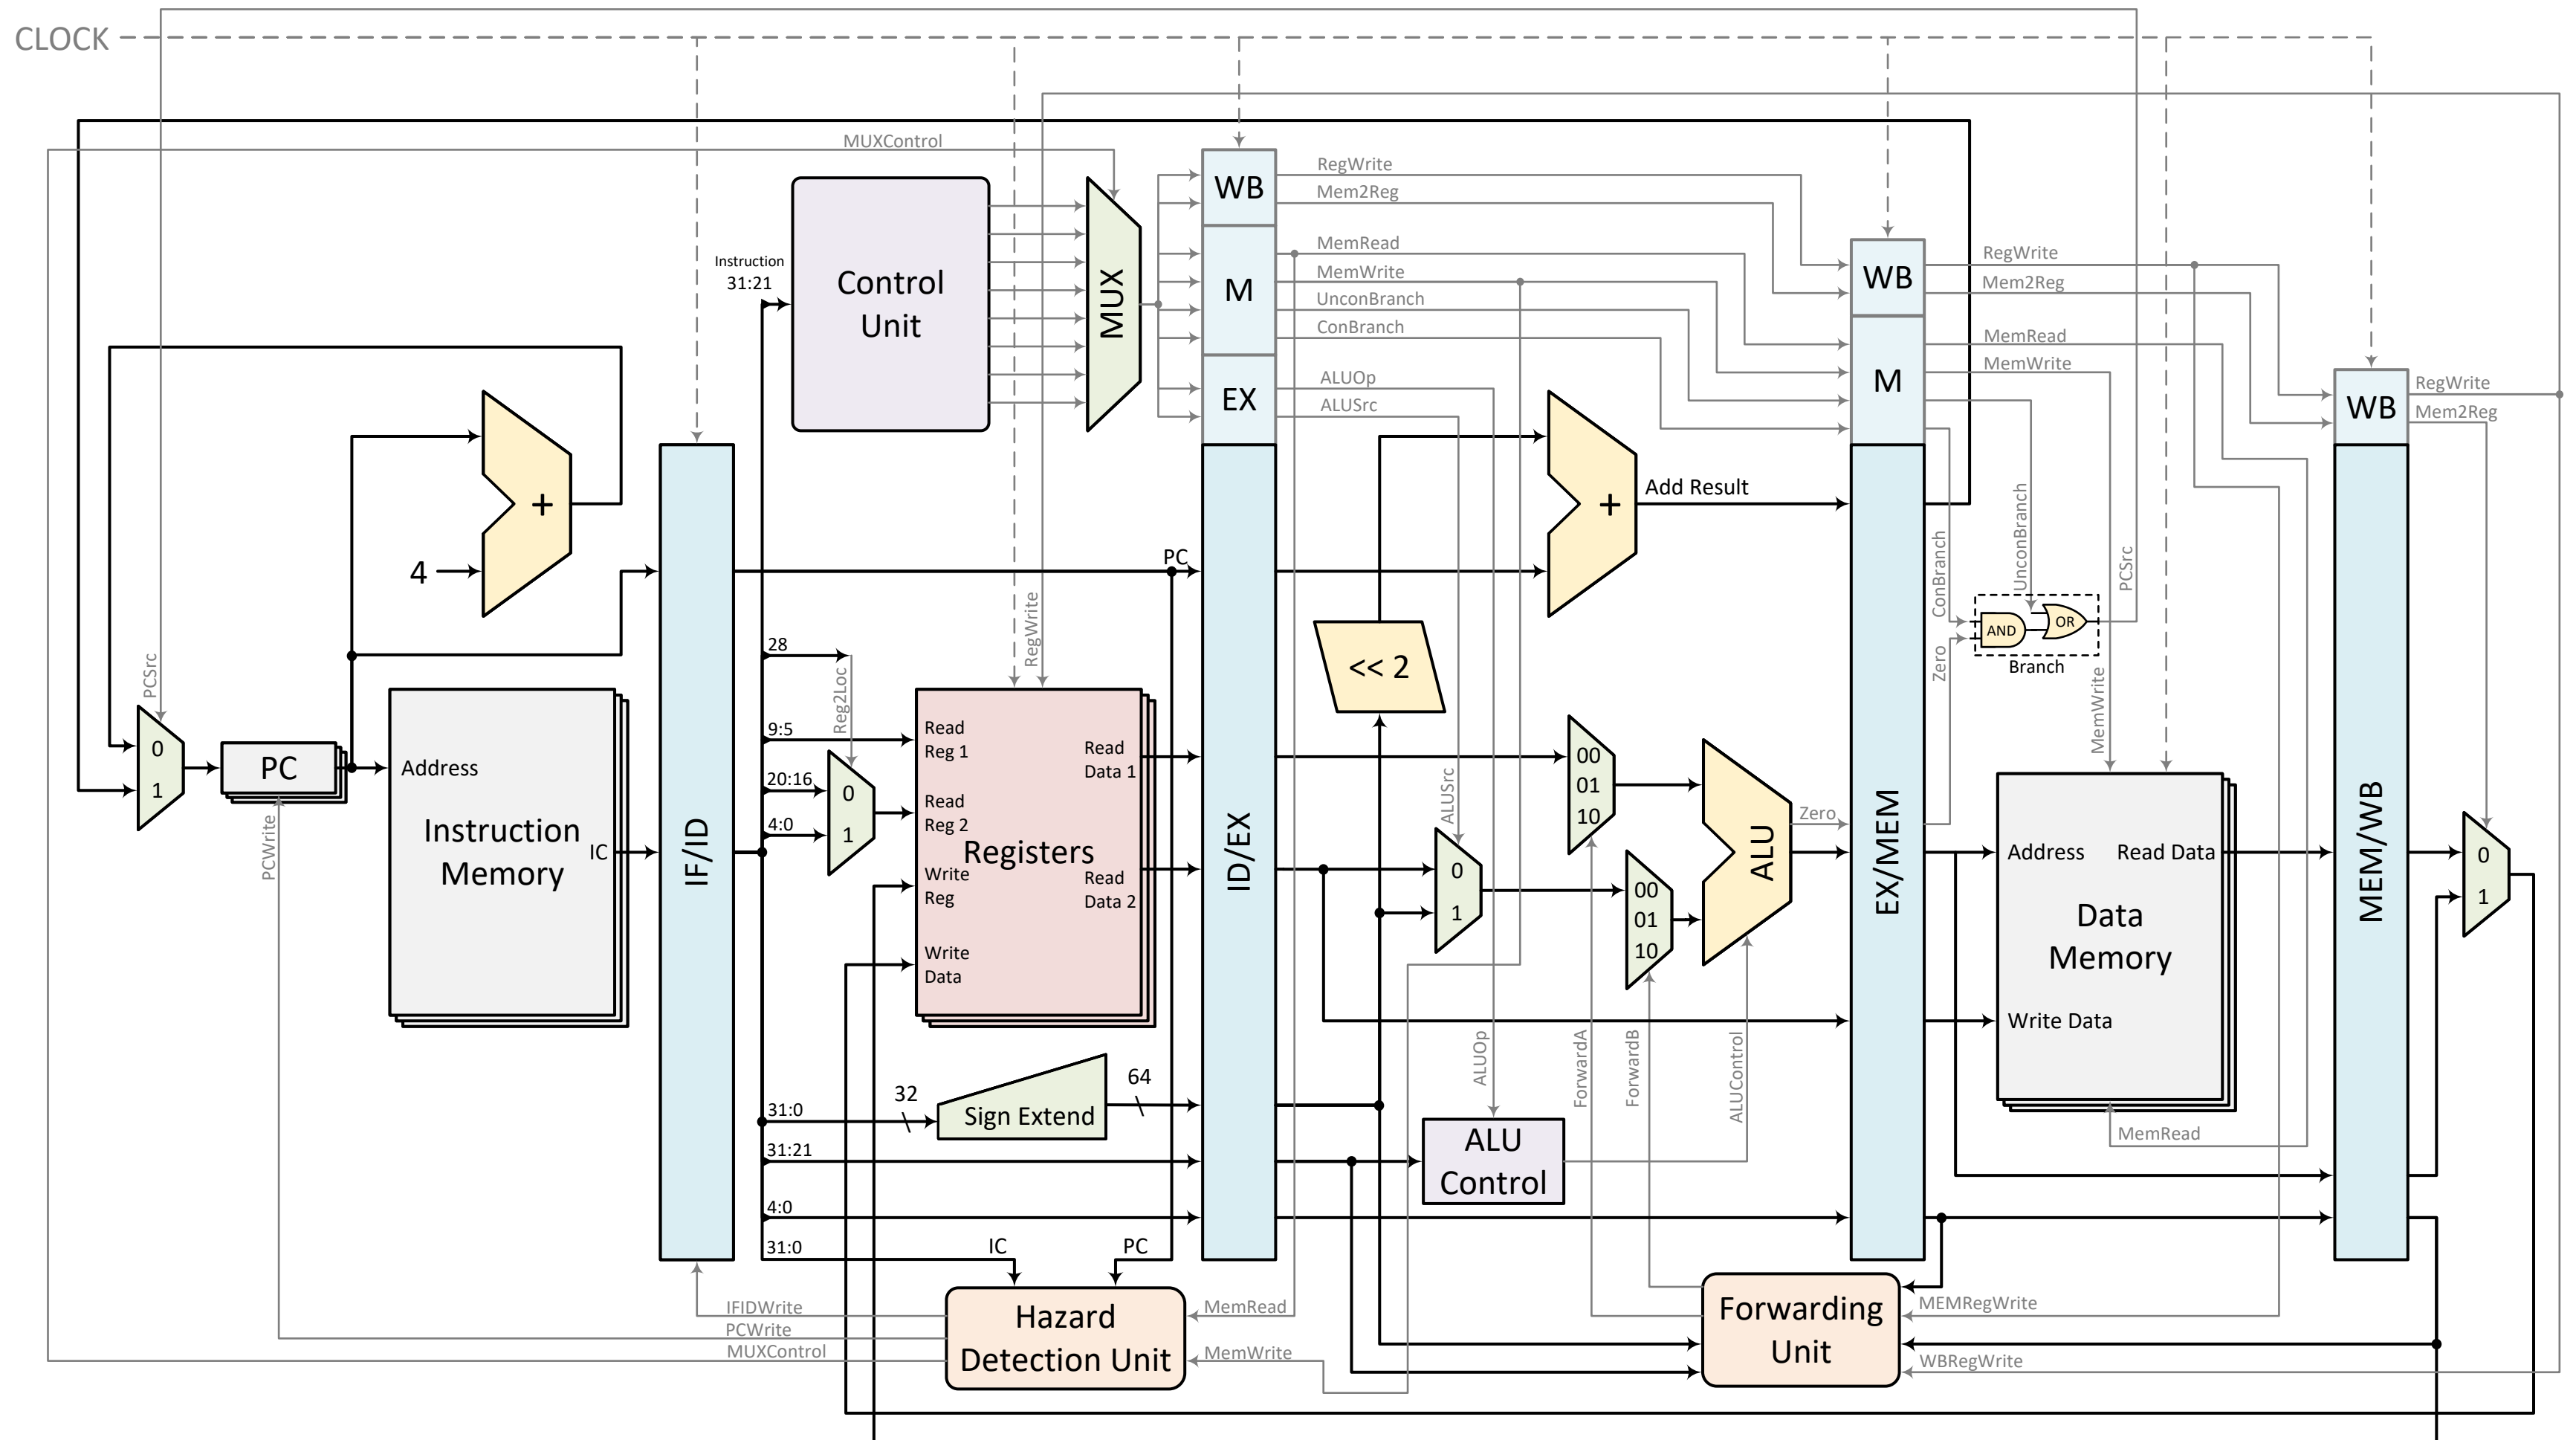 CLOCK
MUXControl
RegWrite
Mem2Reg
MemRead
MemWrite
UnconBranch
ConBranch
ALUOp
ALUSrc
WB
M
EX
Instruction
31:21
Control
Unit
MUX
WB
M
RegWrite
Mem2Reg
MemRead
MemWrite
WB
RegWrite
Mem2Reg
+
4
+
Add Result
PC
PCSrc
0
1
PC
PCWrite
Address
Instruction
Memory
IC
IF/ID
28
9:5
20:16
4:0
Reg2Loc
0
1
RegWrite
Read
Reg 1
Read
Reg 2
Write
Reg
Write
Data
Registers
Read
Data 1
Read
Data 2
ID/EX
<< 2
ALUSrc
0
1
00
01
10
00
01
10
ALU
Zero
EX/MEM
ConBranch
Zero
UnconBranch
AND
OR
Branch
PCSrc
MemWrite
Address
Read Data
Data
Memory
Write Data
MemRead
MEM/WB
0
1
31:0
32
Sign Extend
64
31:21
4:0
31:0
IC
PC
ALUOp
ForwardA
ForwardB
ALUControl
ALU
Control
IFIDWrite
PCWrite
MUXControl
Hazard
Detection Unit
MemRead
MemWrite
Forwarding
Unit
MEMRegWrite
WBRegWrite